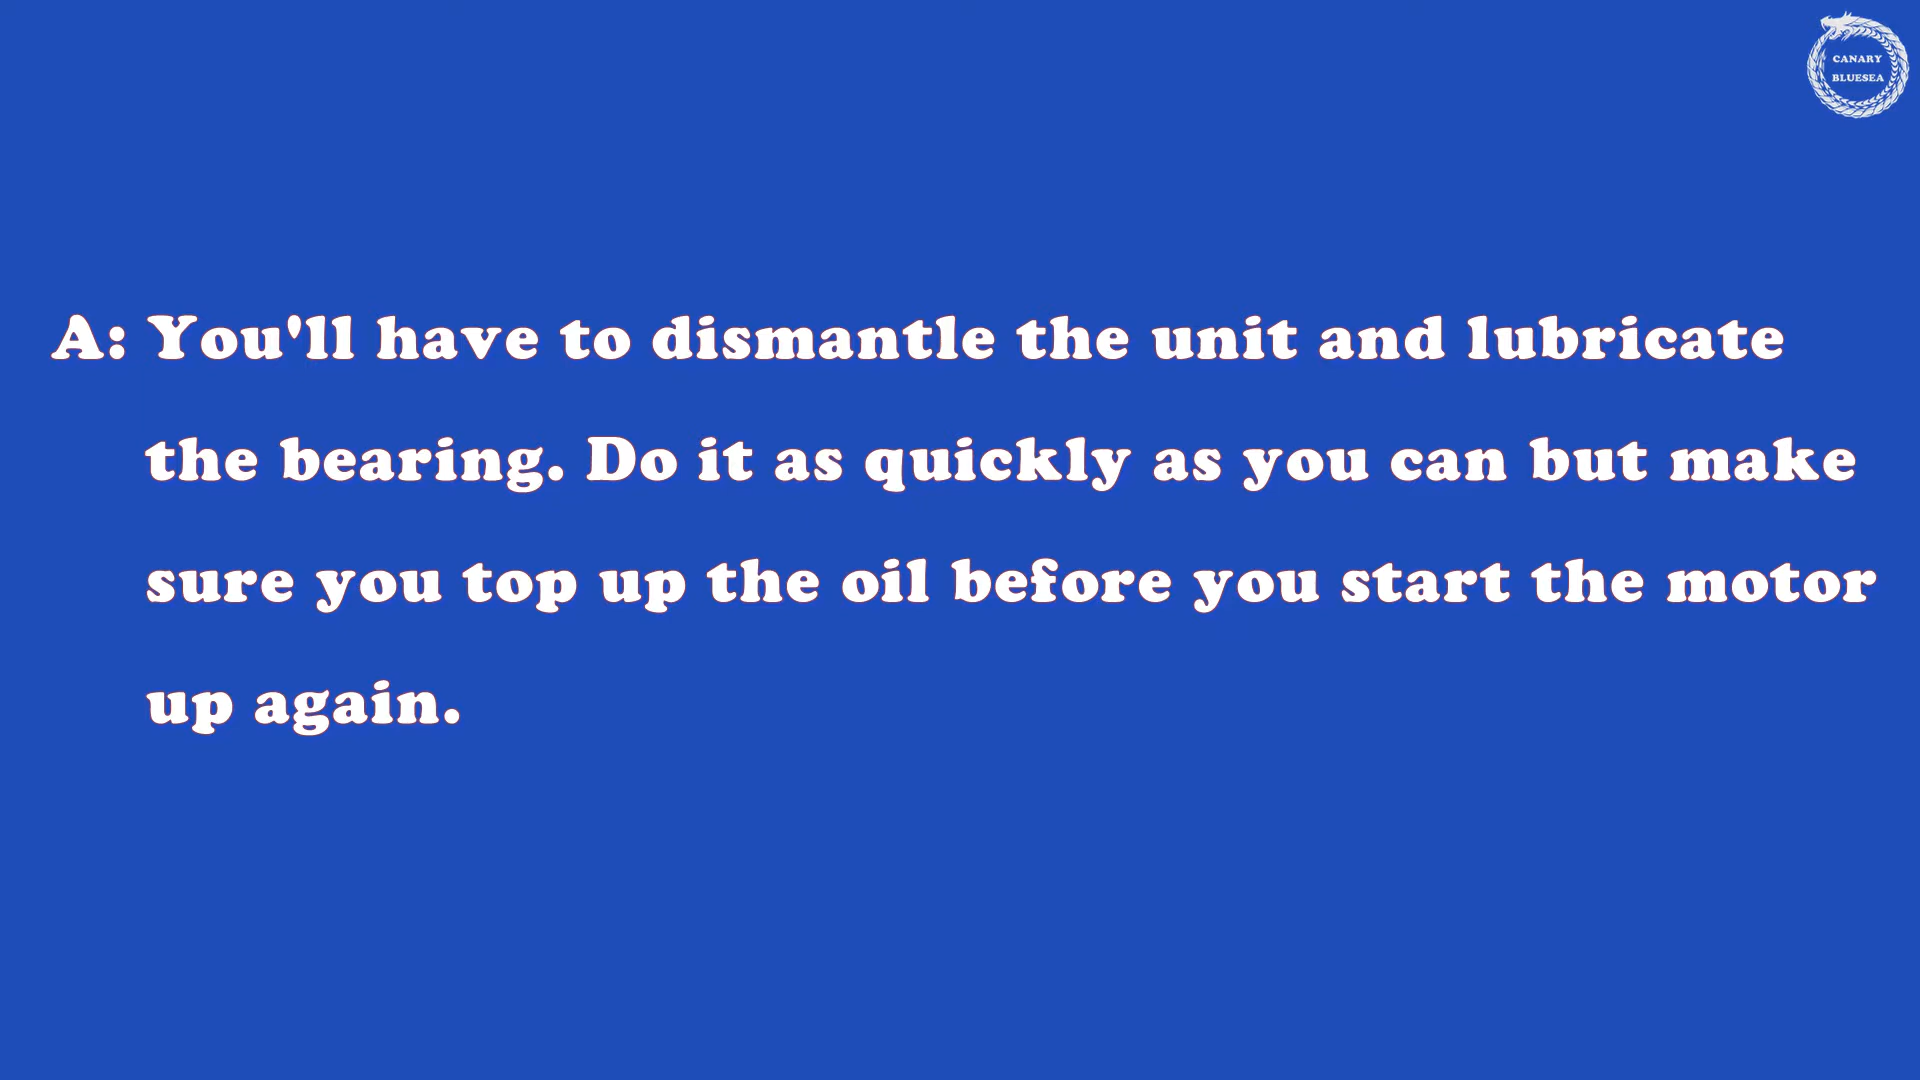 CANARY
BLUESEA
A: You'll have to dismantle the unit and lubricate
the bearing. Do it as quickly as you can but make
sure you top up the oil before you start the motor
up again.